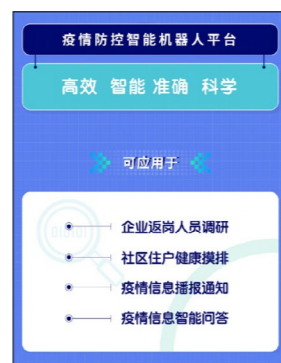 疫情防控智能机器人平台
高效 智能 准确 科学
可应用于
企业返岗人员调研
社区住户健康摸排
疫情信息播报通知
疫情信息智能问答